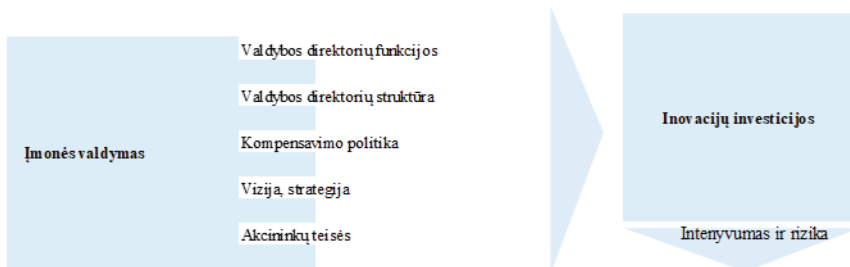 Valdybos direktorių funkcijos
Valdybos direktorių struktūra
Inovacijų investicijos
Kompensavimo politika
Įmonės valdymas
Vizija, strategija
Akcininkų teisės
Intenyvumas ir rizika